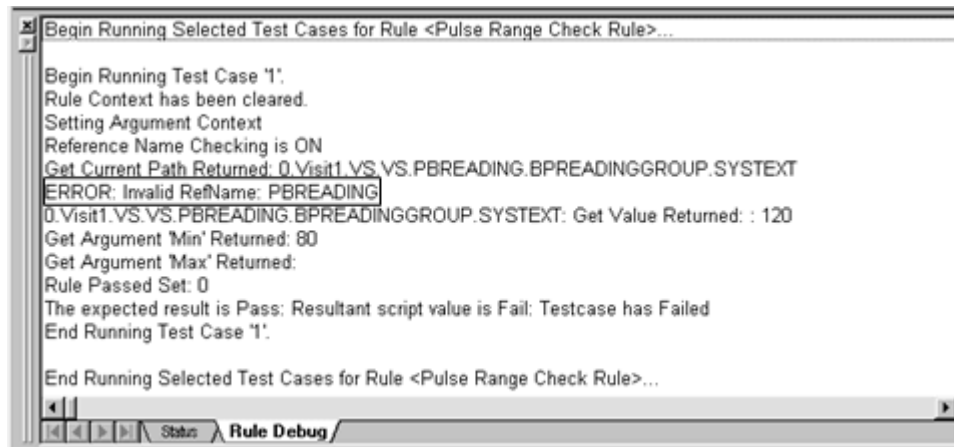 Begin Running Selected Test Cases for Rule <Pulse Range Check Rule>...
Begin Running Test Case '1'.
Rule Context has been cleared.
Setting Argument Context
Reference Name Checking is ON
Get Current Path Returned: 0.Visit1.VS.VS.PBREADING.BPREADINGGROUP.SYSTEXT
ERROR: Invalid RefName: PBREADING
0.Visit1.VS.VS.PBREADING.BPREADINGGROUP.SYSTEXT: Get Value Returned: : 120
Get Argument 'Min' Returned: 80
Get Argument 'Max' Returned:
Rule Passed Set: 0
The expected result is Pass: Resultant script value is Fail: Testcase has Failed
End Running Test Case '1'.
End Running Selected Test Cases for Rule <Pulse Range Check Rule>...
Status Rule Debug